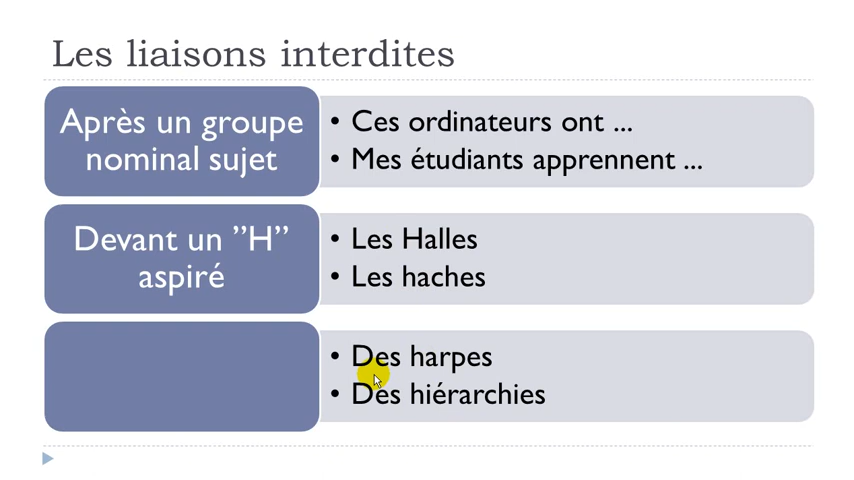 Les liaisons interdites
Après un groupe
nominal sujet
• Ces ordinateurs ont ...
• Mes étudiants apprennent ...
Devant un ”H”
aspiré
• Les Halles
• Les haches
• Des harpes
• Des hiérarchies